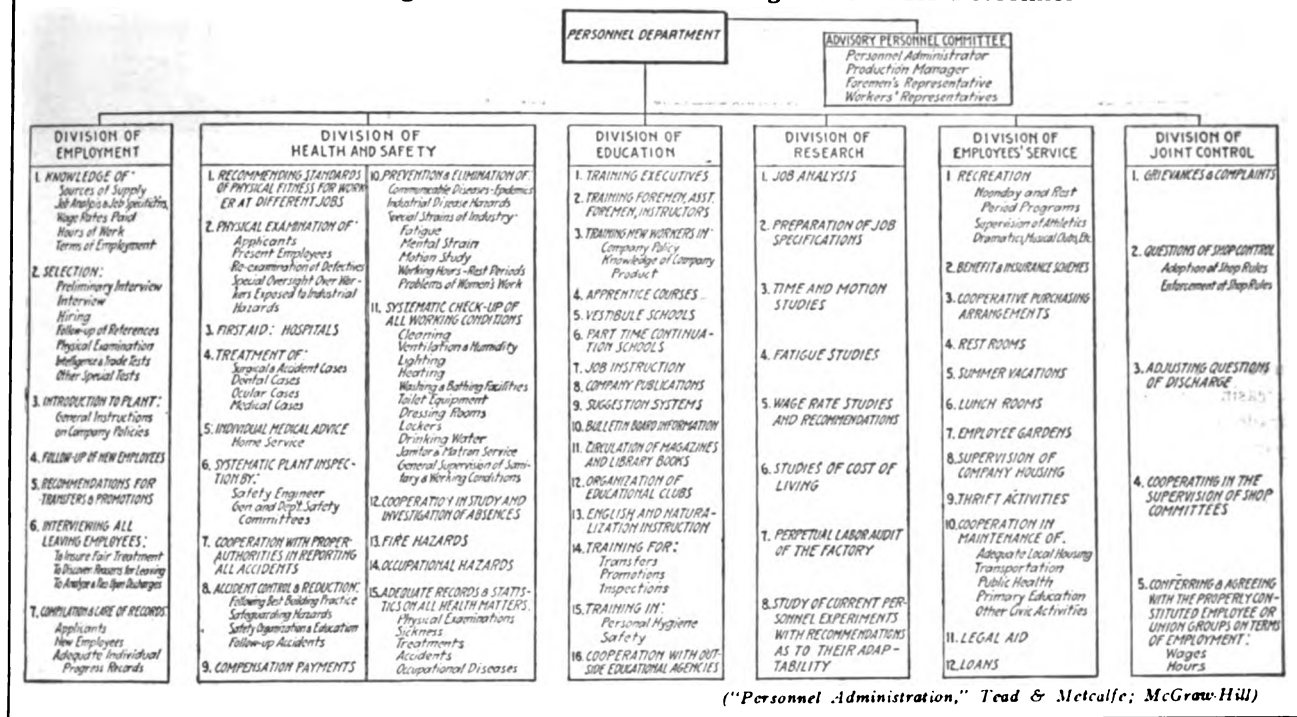 PERSONNEL DEPARTMENT
ADVISORY PERSONNEL COMMITTEE
Personnel Administrator
Production Manager
Foremen's Representative
Workers' Representatives
DIVISION OF
EMPLOYMENT
1. KNOWLEDGE OF:
Sources of Supply
Job Analysis & Job Specifications,
Wage Rates Paid
Hours of Work
Terms of Employment
2. SELECTION:
Preliminary Interview
Interview
Hiring
Follow-up of References
Physical Examination
Intelligence & Trade Tests
Other Special Tests
3. INTRODUCTION TO PLANT:
General Instructions
on Company Policies
4. FOLLOW-UP OF NEW EMPLOYEES
5. RECOMMENDATIONS FOR
TRANSFERS & PROMOTIONS
6. INTERVIEWING ALL
LEAVING EMPLOYEES:
To Insure Fair Treatment
To Discover Reasons for Leaving
To Analyze & Pass Upon Discharges
7. COMPILATION & CARE OF RECORDS:
Applicants
New Employees
Adequate Individual
Progress Records
DIVISION OF
HEALTH AND SAFETY
1. RECOMMENDING STANDARDS
OF PHYSICAL FITNESS FOR WORK-
ER AT DIFFERENT JOBS
2. PHYSICAL EXAMINATION OF:
Applicants
Present Employees
Re-examination of Defectives
Special Oversight Over Wor-
kers Exposed to Industrial
Hazards
3. FIRST AID: HOSPITALS
4. TREATMENT OF:
Surgical & Accident Cases
Dental Cases
Ocular Cases
Medical Cases
5. INDIVIDUAL MEDICAL ADVICE
Home Service
6. SYSTEMATIC PLANT INSPEC-
TION BY:
Safety Engineer
Gen. and Dep't. Safety
Committees
7. COOPERATION WITH PROPER
AUTHORITIES IN REPORTING
ALL ACCIDENTS
8. ACCIDENT CONTROL & REDUCTION:
Following Best Building Practice
Safeguarding Hazards
Safety Organization & Education
Follow-up Accidents
9. COMPENSATION PAYMENTS
10. PREVENTION & ELIMINATION OF:
Communicable Diseases-Epidemics
Industrial Disease Hazards
Special Strains of Industry-
Fatigue
Mental Strain
Motion Study
Working Hours-Rest Periods
Problems of Women's Work
11. SYSTEMATIC CHECK-UP OF
ALL WORKING CONDITIONS
Cleaning
Ventilation & Humidity
Lighting
Heating
Washing & Bathing Facilities
Toilet Equipment
Dressing Rooms
Lockers
Drinking Water
Janitor & Matron Service
General Supervision of Sani-
tary & Working Conditions
12. COOPERATION IN STUDY AND
INVESTIGATION OF ABSENCES
13. FIRE HAZARDS
14. OCCUPATIONAL HAZARDS
15. ADEQUATE RECORDS & STATIS-
TICS ON ALL HEALTH MATTERS.
Physical Examinations
Sickness
Treatments
Accidents
Occupational Diseases
DIVISION OF
EDUCATION
1. TRAINING EXECUTIVES
2. TRAINING FOREMEN, ASST.
FOREMEN, INSTRUCTORS
3. TRAINING NEW WORKERS IN:
Company Policy
Knowledge of Company
Product
4. APPRENTICE COURSES
5. VESTIBULE SCHOOLS
6. PART TIME CONTINUA-
TION SCHOOLS
7. JOB INSTRUCTION
8. COMPANY PUBLICATIONS
9. SUGGESTION SYSTEMS
10. BULLETIN BOARD INFORMATION
11. CIRCULATION OF MAGAZINES
AND LIBRARY BOOKS
12. ORGANIZATION OF
EDUCATIONAL CLUBS
13. ENGLISH AND NATURA-
LIZATION INSTRUCTION
14. TRAINING FOR:
Transfers
Promotions
Inspections
15. TRAINING IN:
Personal Hygiene
Safety
16. COOPERATION WITH OUT-
SIDE EDUCATIONAL AGENCIES
DIVISION OF
RESEARCH
1. JOB ANALYSIS
2. PREPARATION OF JOB
SPECIFICATIONS
3. TIME AND MOTION
STUDIES
4. FATIGUE STUDIES
5. WAGE RATE STUDIES
AND RECOMMENDATIONS
6. STUDIES OF COST OF
LIVING
7. PERPETUAL LABOR AUDIT
OF THE FACTORY
8. STUDY OF CURRENT PER-
SONNEL EXPERIMENTS
WITH RECOMMENDATIONS
AS TO THEIR ADAP-
TABILITY
DIVISION OF
EMPLOYEES' SERVICE
1 RECREATION
Noonday and Rest
Period Programs
Supervision of Athletics
Dramatics, Musical Clubs, Etc.
2. BENEFIT & INSURANCE SCHEMES
3. COOPERATIVE PURCHASING
ARRANGEMENTS
4. REST ROOMS
5. SUMMER VACATIONS
6. LUNCH ROOMS
7. EMPLOYEE GARDENS
8. SUPERVISION OF
COMPANY HOUSING
9. THRIFT ACTIVITIES
10. COOPERATION IN
MAINTENANCE OF.
Adequate Local Housing
Transportation
Public Health
Primary Education
Other Civic Activities
11. LEGAL AID
12. LOANS
DIVISION OF
JOINT CONTROL
1. GRIEVANCES & COMPLAINTS
2. QUESTIONS OF SHOP CONTROL
Adoption of Shop Rules
Enforcement of Shop Rules
3. ADJUSTING QUESTIONS
OF DISCHARGE
4. COOPERATING IN THE
SUPERVISION OF SHOP
COMMITTEES
5. CONFERRING & AGREEING
WITH THE PROPERLY CON-
STITUTED EMPLOYEE OR
UNION GROUPS ON TERMS
OF EMPLOYMENT:
Wages
Hours
("Personnel Administration," Tead & Metcalfe; McGraw-Hill)